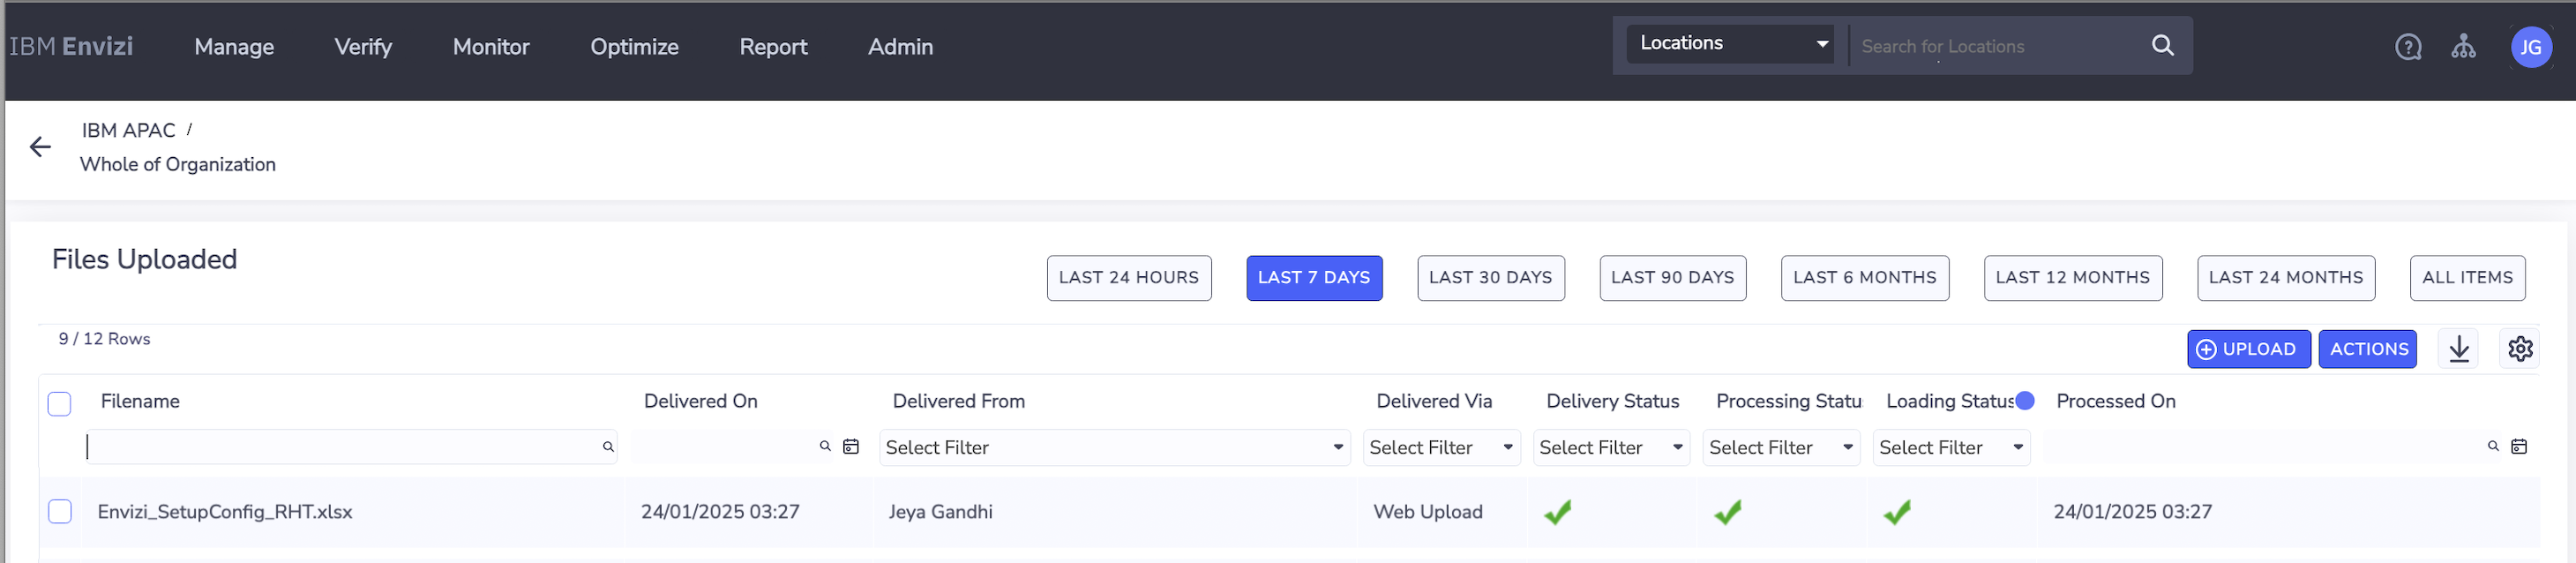 IBM Envizi Manage Verify Monitor Optimize Report Admin Locations Search for Locations JG
IBM APAC /
Whole of Organization
Files Uploaded
LAST 24 HOURS LAST 7 DAYS LAST 30 DAYS LAST 90 DAYS LAST 6 MONTHS LAST 12 MONTHS LAST 24 MONTHS ALL ITEMS
9 / 12 Rows
UPLOAD ACTIONS
Filename Delivered On Delivered From Delivered Via Delivery Status Processing Statu Loading Status Processed On
Select Filter Select Filter Select Filter Select Filter Select Filter
Envizi_SetupConfig_RHT.xlsx 24/01/2025 03:27 Jeya Gandhi Web Upload 24/01/2025 03:27